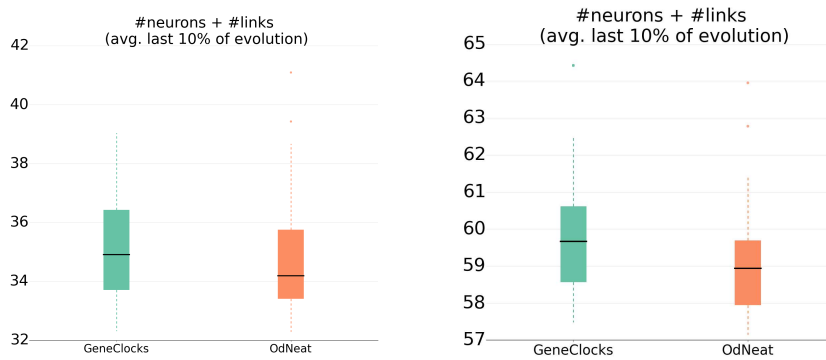 #neurons + #links
(avg. last 10% of evolution)
42
40
38
36
34
32
GeneClocks
OdNeat
#neurons + #links
(avg. last 10% of evolution)
65
64
63
62
61
60
59
58
57
GeneClocks
OdNeat